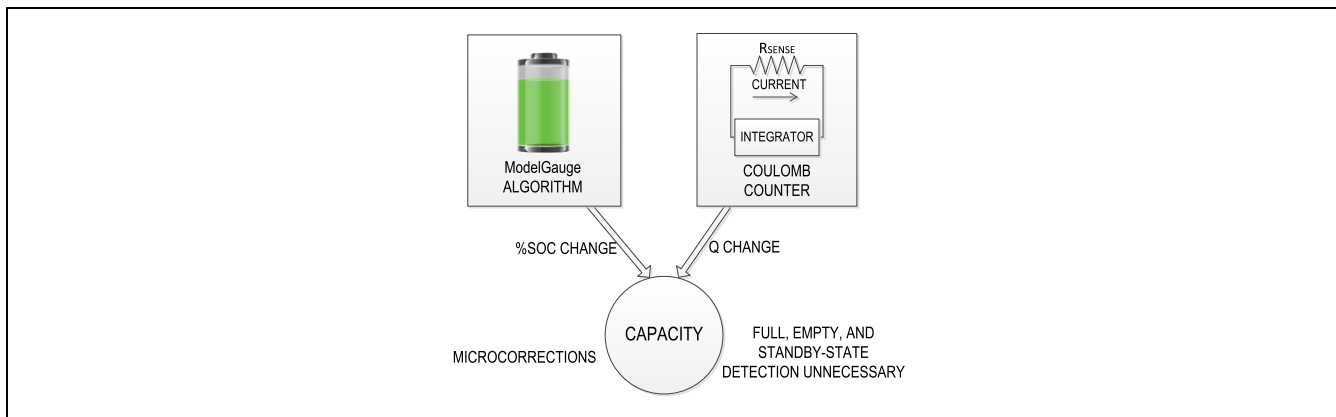 RSENSE
CURRENT
INTEGRATOR
ModelGauge
ALGORITHM
COULOMB
COUNTER
%SOC CHANGE
Q CHANGE
CAPACITY
MICROCORRECTIONS
FULL, EMPTY, AND
STANDBY-STATE
DETECTION UNNECESSARY